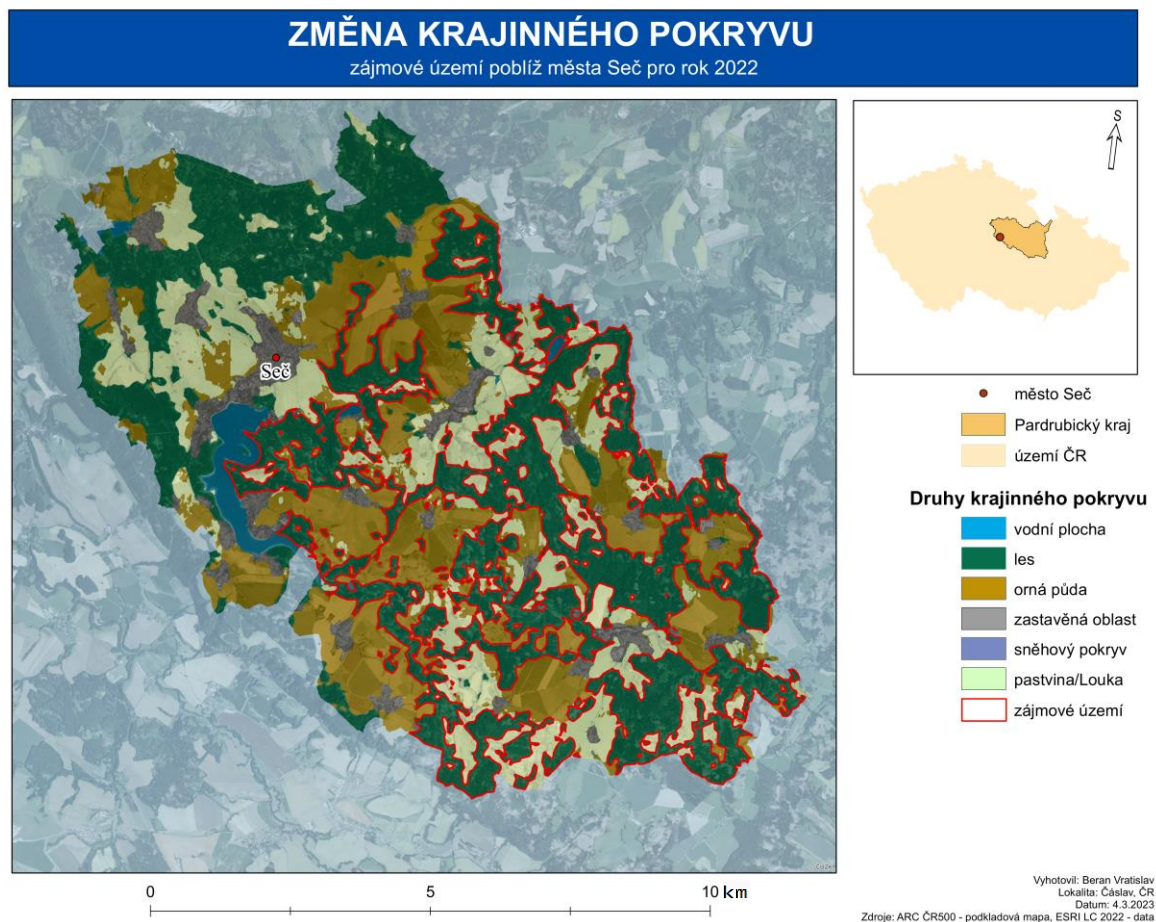 ZMĚNA KRAJINNÉHO POKRYVU
zájmové území poblíž města Seč pro rok 2022
Seč
S
město Seč
Pardrubický kraj
území ČR
Druhy krajinného pokryvu
vodní plocha
les
orná půda
zastavěná oblast
sněhový pokryv
pastvina/Louka
zájmové území
0 5 10 km
Vyhotovil: Beran Vratislav
Lokalita: Čáslav, ČR
Datum: 4.3.2023
Zdroje: ARC ČR500 - podkladová mapa, ESRI LC 2022 - data